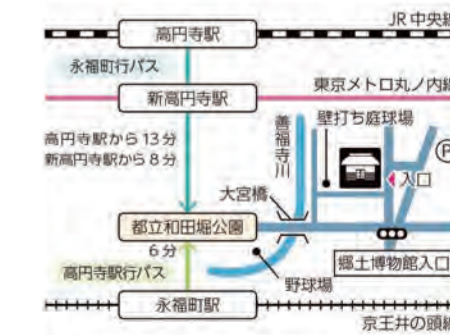 JR 中央線
高円寺駅
永福町行バス
東京メトロ丸ノ内線
新高円寺駅
壁打ち庭球場
善福寺川
高円寺駅から 13 分
新高円寺駅から 8 分
P
入口
大宮橋
都立和田堀公園
6 分
郷土博物館入口
高円寺駅行バス
野球場
永福町駅
京王井の頭線